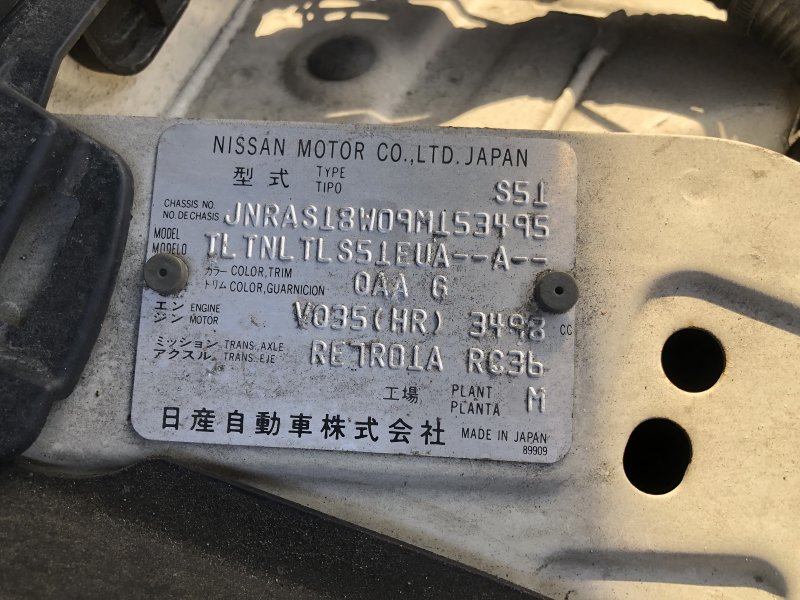 NISSAN MOTOR CO.,LTD. JAPAN
型式 TYPE TIPO S51
CHASSIS NO. NO.DE CHASIS JNRAS18W09M153495
MODEL MODELO TLTNLTLS51EUA--A--
カラー COLOR,TRIM トリム COLOR,GUARNICION QAA G
エンジン ENGINE MOTOR VQ35(HR) 3498 CC
ミッション TRANS.AXLE アクスル TRANS.EJE RE7R01A RC36
工場 PLANT PLANTA M
日産自動車株式会社 MADE IN JAPAN
89909